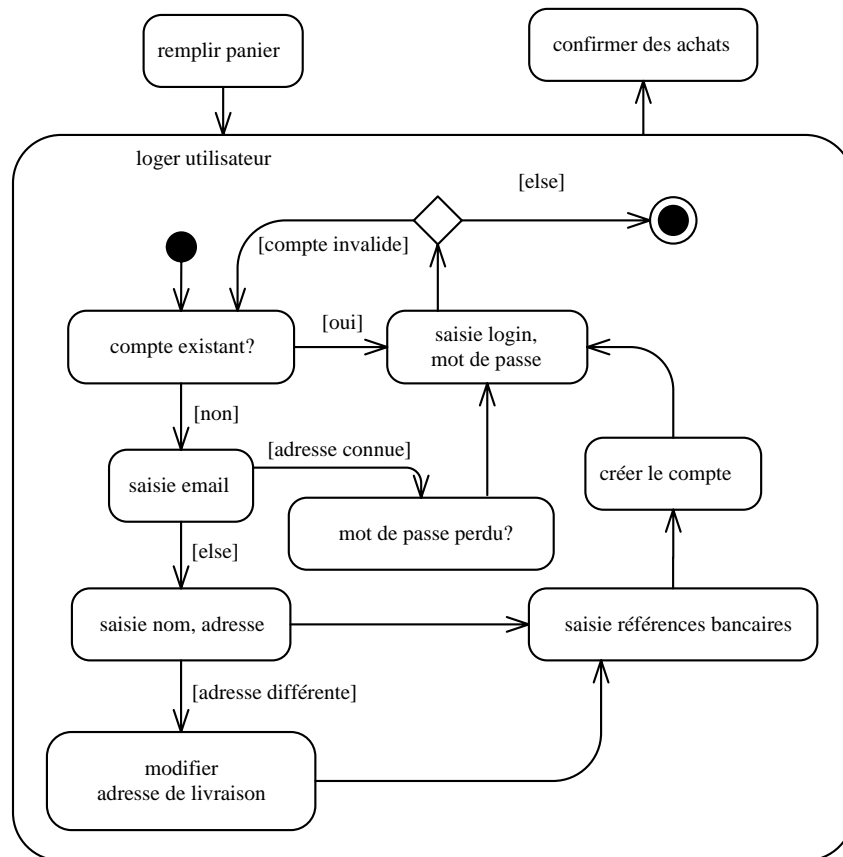 remplir panier
confirmer des achats
loger utilisateur
[else]
[compte invalide]
compte existant?
[oui]
saisie login,
mot de passe
[non]
[adresse connue]
saisie email
créer le compte
mot de passe perdu?
[else]
saisie nom, adresse
saisie références bancaires
[adresse différente]
modifier
adresse de livraison